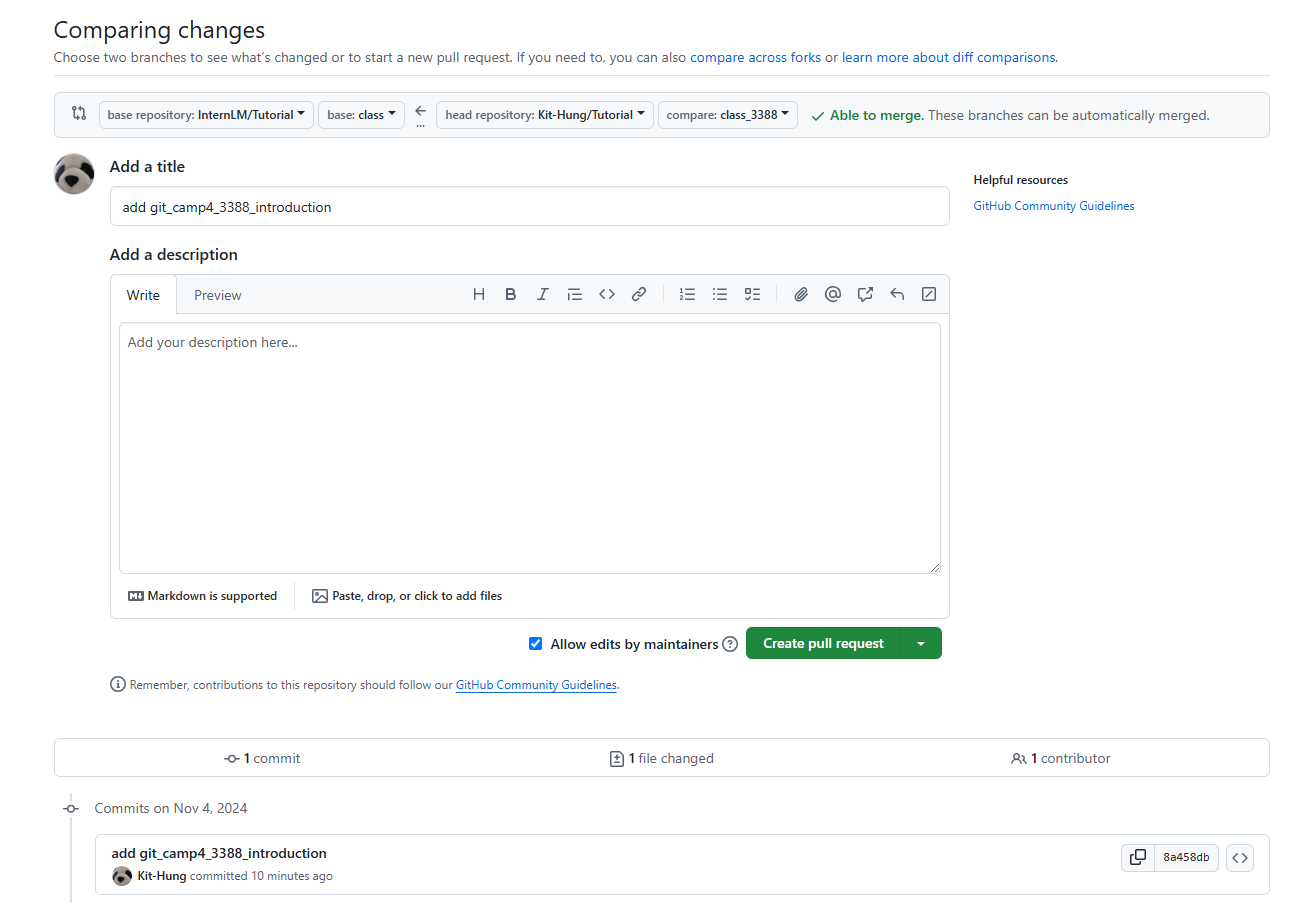 Comparing changes
Choose two branches to see what's changed or to start a new pull request. If you need to, you can also compare across forks or learn more about diff comparisons.
base repository: InternLM/Tutorial base: class ... head repository: Kit-Hung/Tutorial compare: class_3388 Able to merge. These branches can be automatically merged.
Add a title
Helpful resources
add git_camp4_3388_introduction
GitHub Community Guidelines
Add a description
Write Preview
Add your description here...
Markdown is supported Paste, drop, or click to add files
Allow edits by maintainers Create pull request
Remember, contributions to this repository should follow our GitHub Community Guidelines.
1 commit 1 file changed 1 contributor
Commits on Nov 4, 2024
add git_camp4_3388_introduction
8a458db
Kit-Hung committed 10 minutes ago